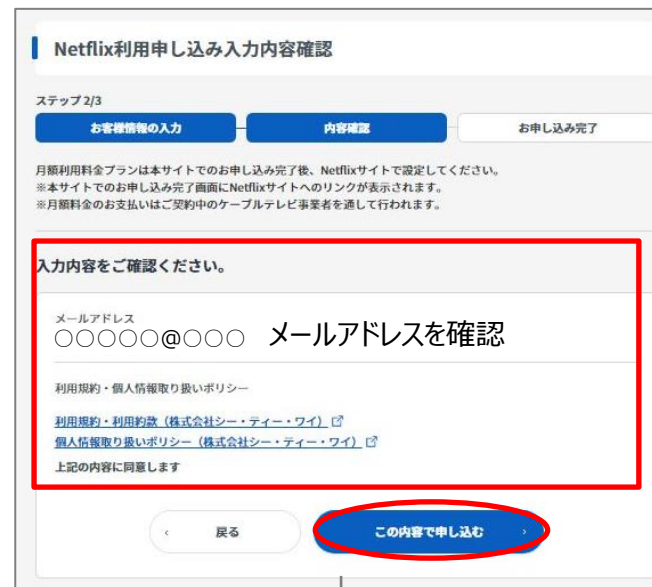 Netflix利用申し込み入力内容確認
ステップ 2/3
お客様情報の入力
内容確認
お申し込み完了
月額利用料金プランは本サイトでのお申し込み完了後、Netflixサイトで設定してください。
※本サイトでのお申し込み完了画面にNetflixサイトへのリンクが表示されます。
※月額料金のお支払いはご契約中のケーブルテレビ事業者を通して行われます。
入力内容をご確認ください。
メールアドレス
○○○○○@○○○ メールアドレスを確認
利用規約・個人情報取り扱いポリシー
利用規約・利用約款（株式会社シー・ティー・ワイ）
個人情報取り扱いポリシー（株式会社シー・ティー・ワイ）
上記の内容に同意します
‹ 戻る
この内容で申し込む ›